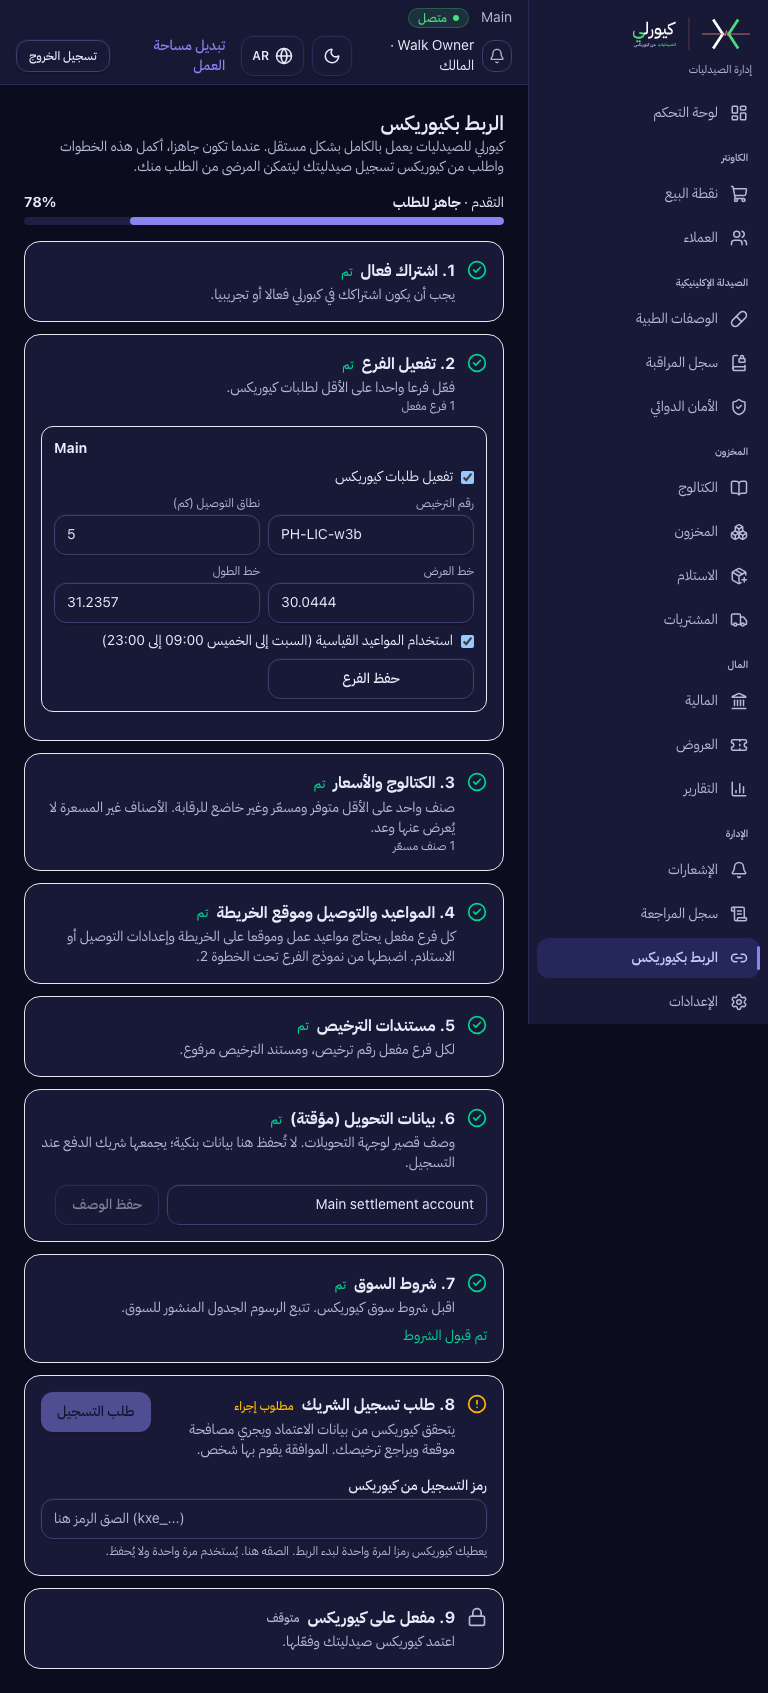 كيورلي
إدارة الصيدليات
لوحة التحكم
الكاونتر
نقطة البيع
العملاء
الصيدلة الإكلينيكية
الوصفات الطبية
سجل المراقبة
الأمان الدوائي
المخزون
الكتالوج
المخزون
الاستلام
المشتريات
المال
المالية
العروض
التقارير
الإدارة
الإشعارات
سجل المراجعة
الربط بكيوريكس
الإعدادات
Main
متصل
Walk Owner ·
المالك
AR
تبديل مساحة
العمل
تسجيل الخروج
الربط بكيوريكس
كيورلي للصيدليات يعمل بالكامل بشكل مستقل. عندما تكون جاهزا، أكمل هذه الخطوات
واطلب من كيوريكس تسجيل صيدليتك ليتمكن المرضى من الطلب منك.
التقدم · جاهز للطلب
78%
1. اشتراك فعال تم
يجب أن يكون اشتراكك في كيورلي فعالا أو تجريبيا.
2. تفعيل الفرع تم
فعّل فرعا واحدا على الأقل لطلبات كيوريكس.
1 فرع مفعل
Main
تفعيل طلبات كيوريكس
رقم الترخيص
نطاق التوصيل (كم)
PH-LIC-w3b
5
خط العرض
خط الطول
30.0444
31.2357
استخدام المواعيد القياسية (السبت إلى الخميس 09:00 إلى 23:00)
حفظ الفرع
3. الكتالوج والأسعار تم
صنف واحد على الأقل متوفر ومسعّر وغير خاضع للرقابة. الأصناف غير المسعرة لا
يُعرض عنها وعد.
1 صنف مسعّر
4. المواعيد والتوصيل وموقع الخريطة تم
كل فرع مفعل يحتاج مواعيد عمل وموقعا على الخريطة وإعدادات التوصيل أو
الاستلام. اضبطها من نموذج الفرع تحت الخطوة 2.
5. مستندات الترخيص تم
لكل فرع مفعل رقم ترخيص، ومستند الترخيص مرفوع.
6. بيانات التحويل (مؤقتة) تم
وصف قصير لوجهة التحويلات. لا تُحفظ هنا بيانات بنكية؛ يجمعها شريك الدفع عند
التسجيل.
Main settlement account
حفظ الوصف
7. شروط السوق تم
اقبل شروط سوق كيوريكس. تتبع الرسوم الجدول المنشور للسوق.
تم قبول الشروط
8. طلب تسجيل الشريك مطلوب إجراء
طلب التسجيل
يتحقق كيوريكس من بيانات الاعتماد ويجري مصافحة
موقعة ويراجع ترخيصك. الموافقة يقوم بها شخص.
رمز التسجيل من كيوريكس
الصق الرمز هنا (kxe_...)
يعطيك كيوريكس رمزا لمرة واحدة لبدء الربط. الصقه هنا. يُستخدم مرة واحدة ولا يُحفظ.
9. مفعل على كيوريكس متوقف
اعتمد كيوريكس صيدليتك وفعّلها.